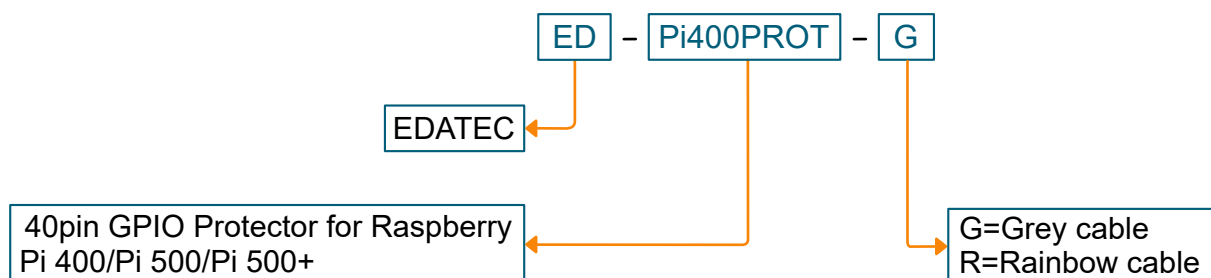 ED – Pi400PROT – G
EDATEC
40pin GPIO Protector for Raspberry
Pi 400/Pi 500/Pi 500+
G=Grey cable
R=Rainbow cable